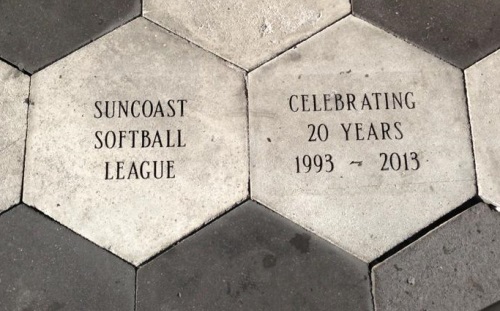 SUNCOAST
SOFTBALL
LEAGUE
CELEBRATING
20 YEARS
1993 ~ 2013